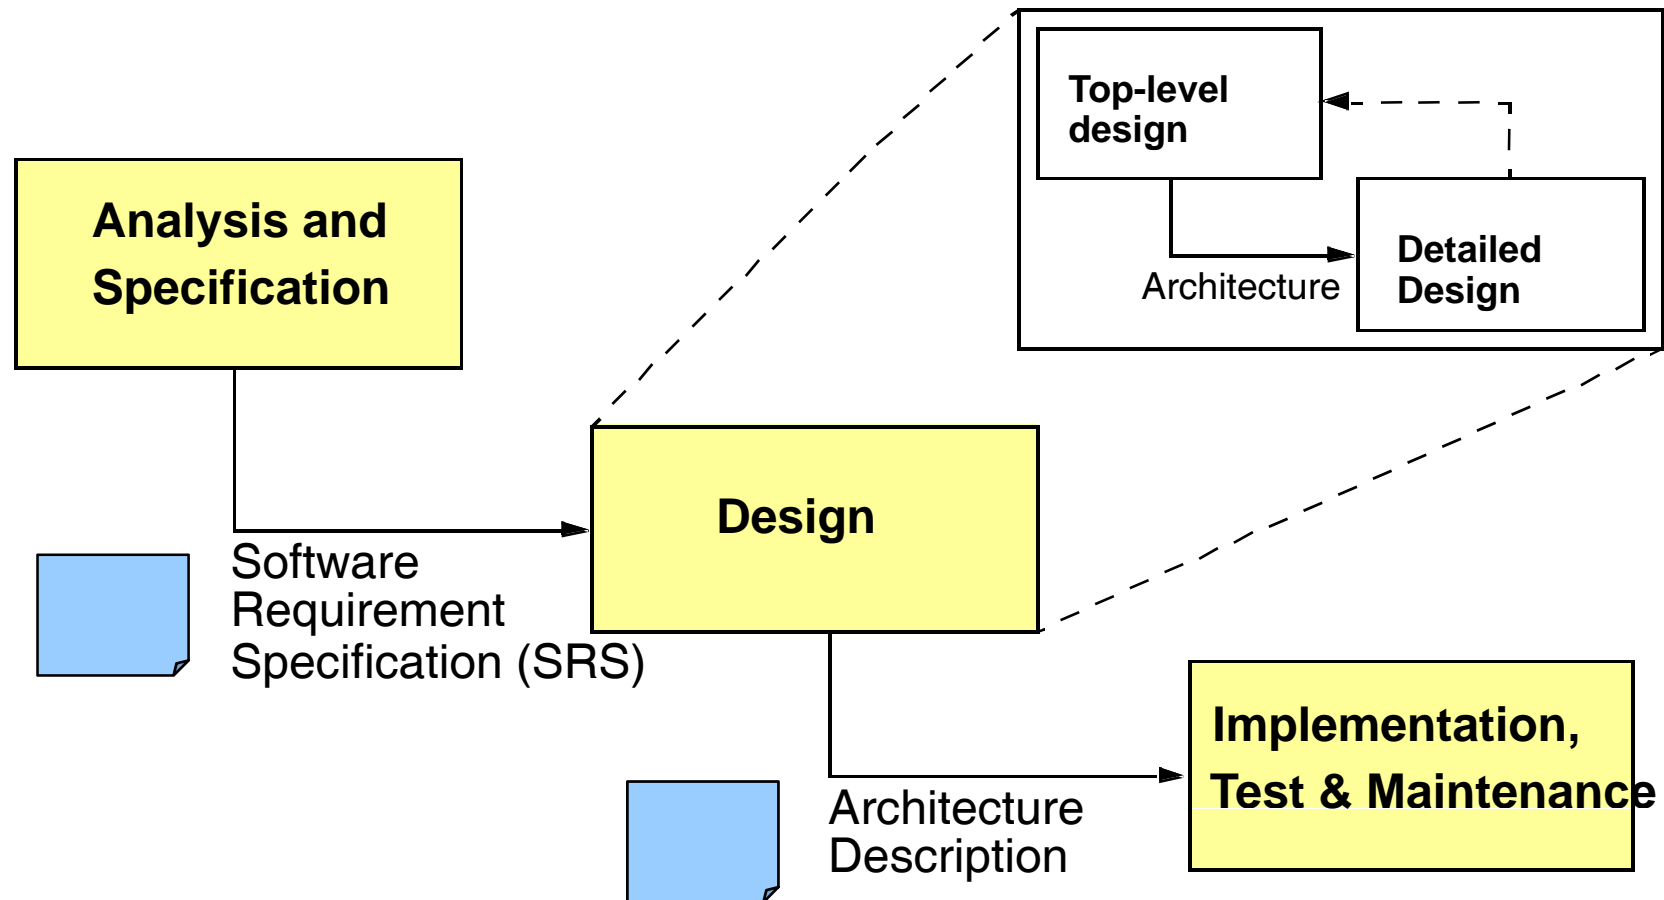 Top-level
design
Detailed
Design
Architecture
Analysis and
Specification
Design
Software
Requirement
Specification (SRS)
Implementation,
Test & Maintenance
Architecture
Description